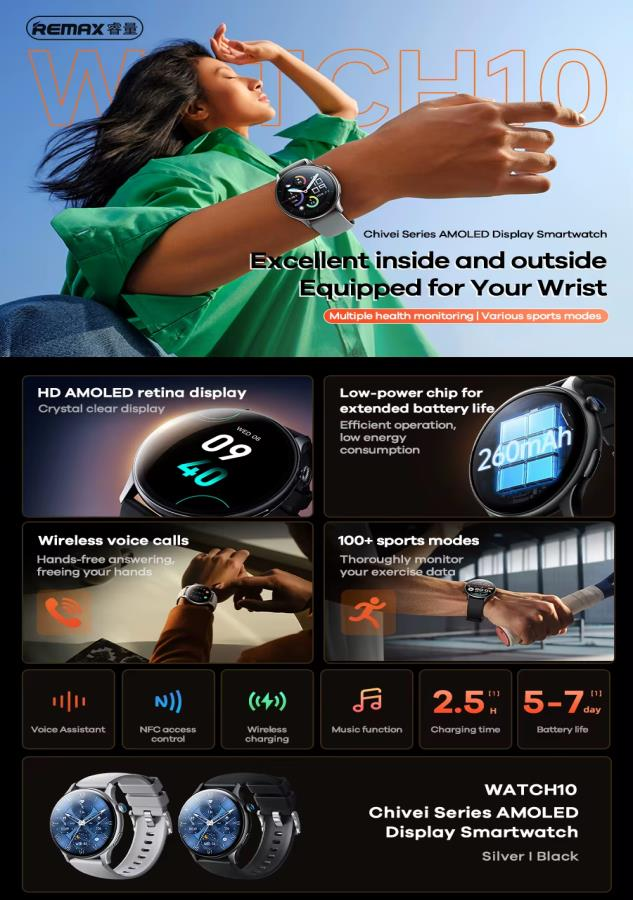 REMAX 睿量
WATCH10
Chivei Series AMOLED Display Smartwatch
Excellent inside and outside
Equipped for Your Wrist
Multiple health monitoring | Various sports modes
HD AMOLED retina display
Crystal clear display
WED 08
09
40
Low-power chip for
extended battery life
Efficient operation,
low energy
consumption
260mAh
Wireless voice calls
Hands-free answering,
freeing your hands
100+ sports modes
Thoroughly monitor
your exercise data
Voice Assistant
NFC access
control
Wireless
charging
Music function
2.5 [1]
H
Charging time
5-7 [1]
day
Battery life
WATCH10
Chivei Series AMOLED
Display Smartwatch
Silver I Black